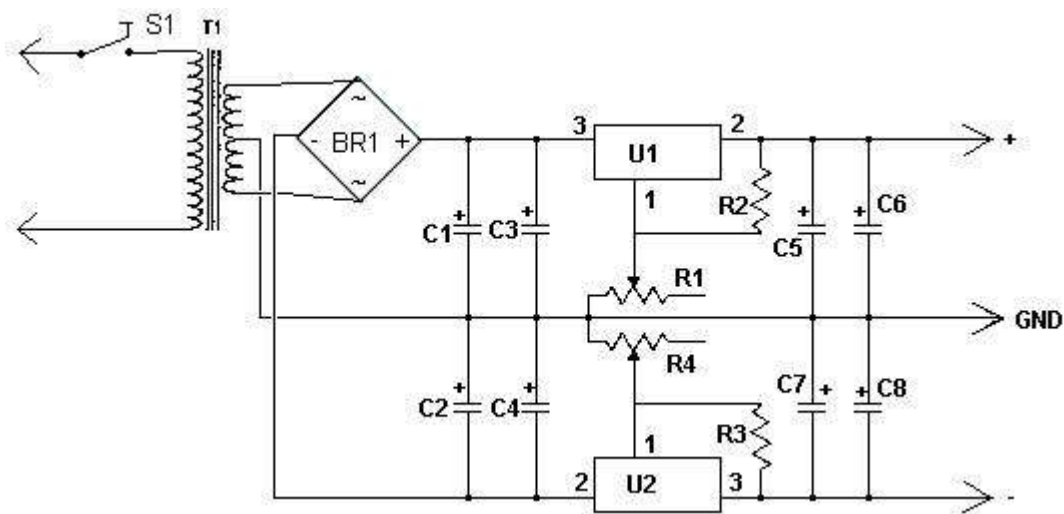 S1 T1
~
- BR1 +
~
3 U1 2 +
1
R2
C1 + C3 + C5 + C6 +
R1
GND
R4
C2 + C4 + C7 + C8 +
1
R3
2 U2 3 -